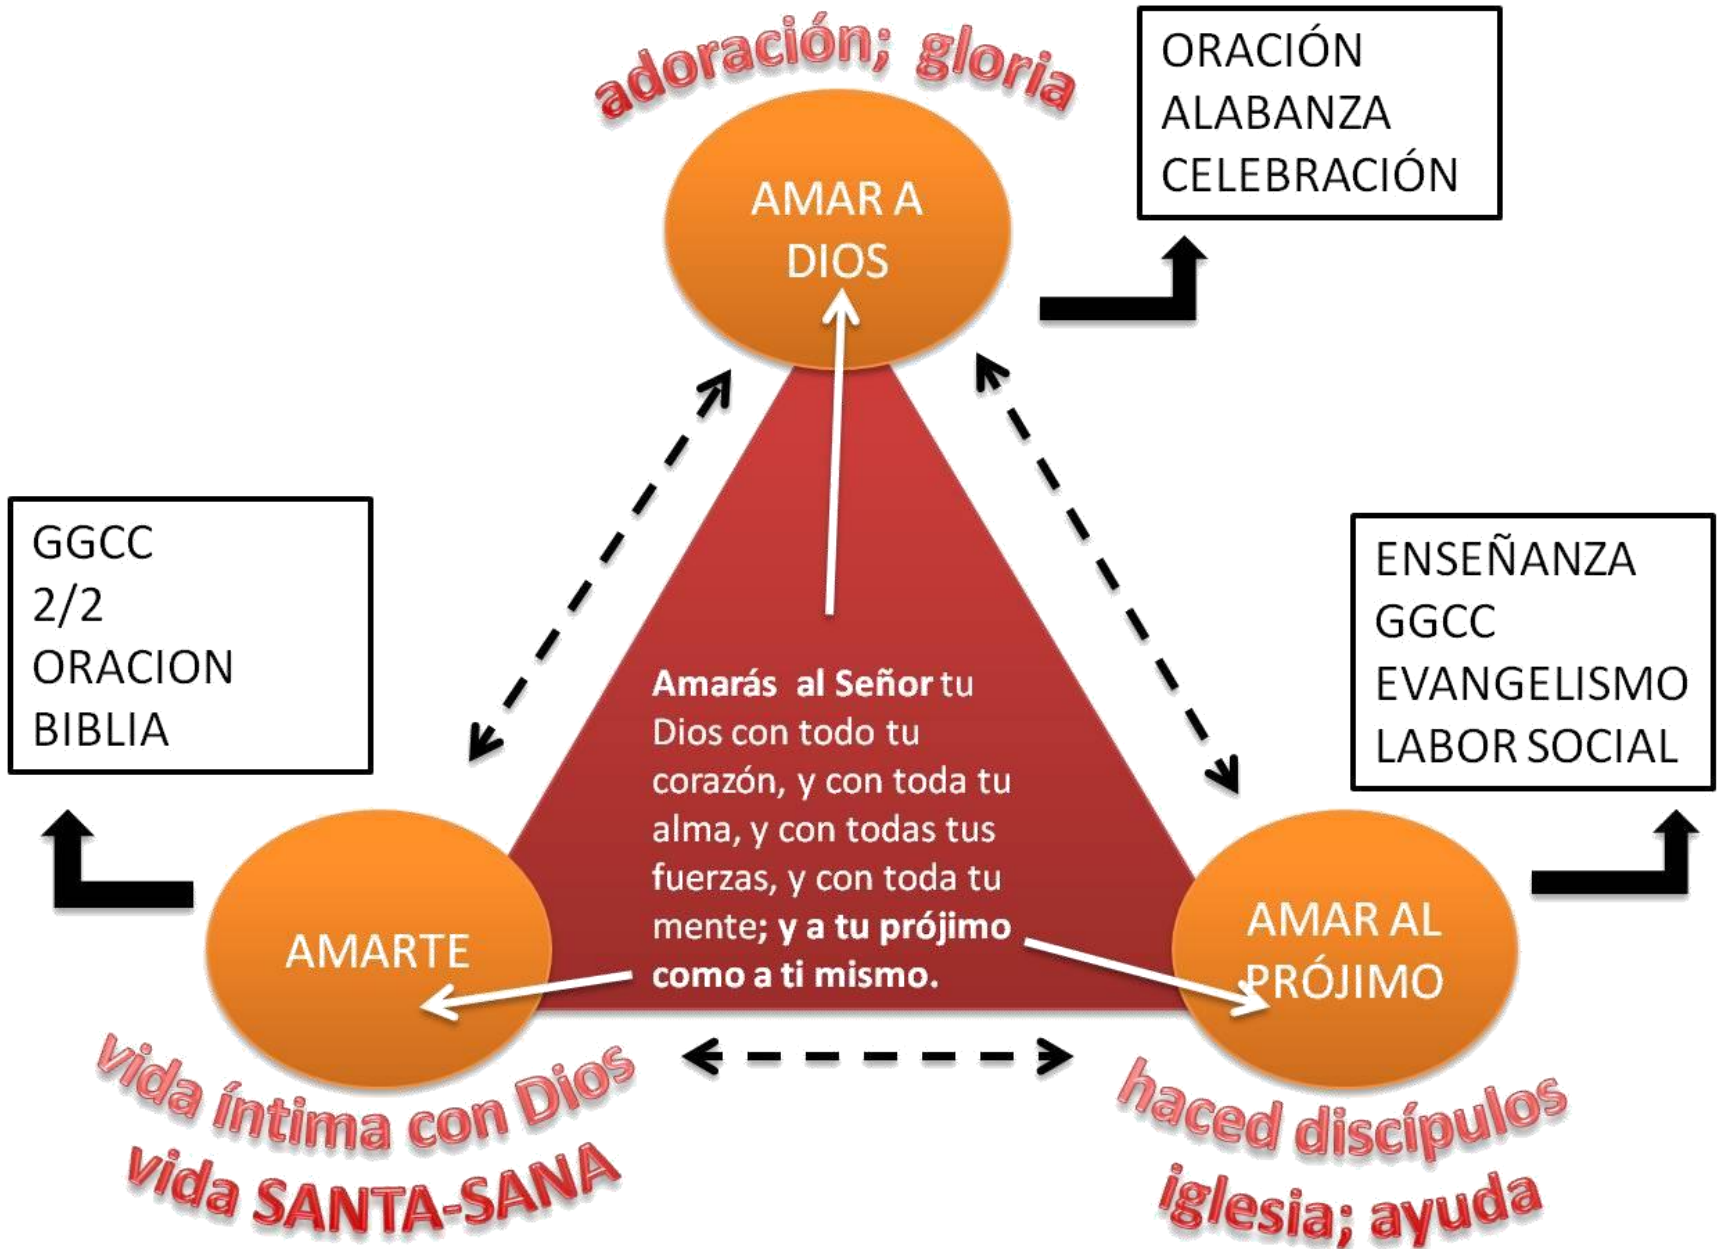 adoración; gloria
AMAR A
DIOS
ORACIÓN
ALABANZA
CELEBRACIÓN
GGCC
2/2
ORACION
BIBLIA
ENSEÑANZA
GGCC
EVANGELISMO
LABOR SOCIAL
Amarás al Señor tu
Dios con todo tu
corazón, y con toda tu
alma, y con todas tus
fuerzas, y con toda tu
mente; y a tu prójimo
como a ti mismo.
AMARTE
AMAR AL
PRÓJIMO
vida íntima con Dios
vida SANTA-SANA
haced discípulos
iglesia; ayuda